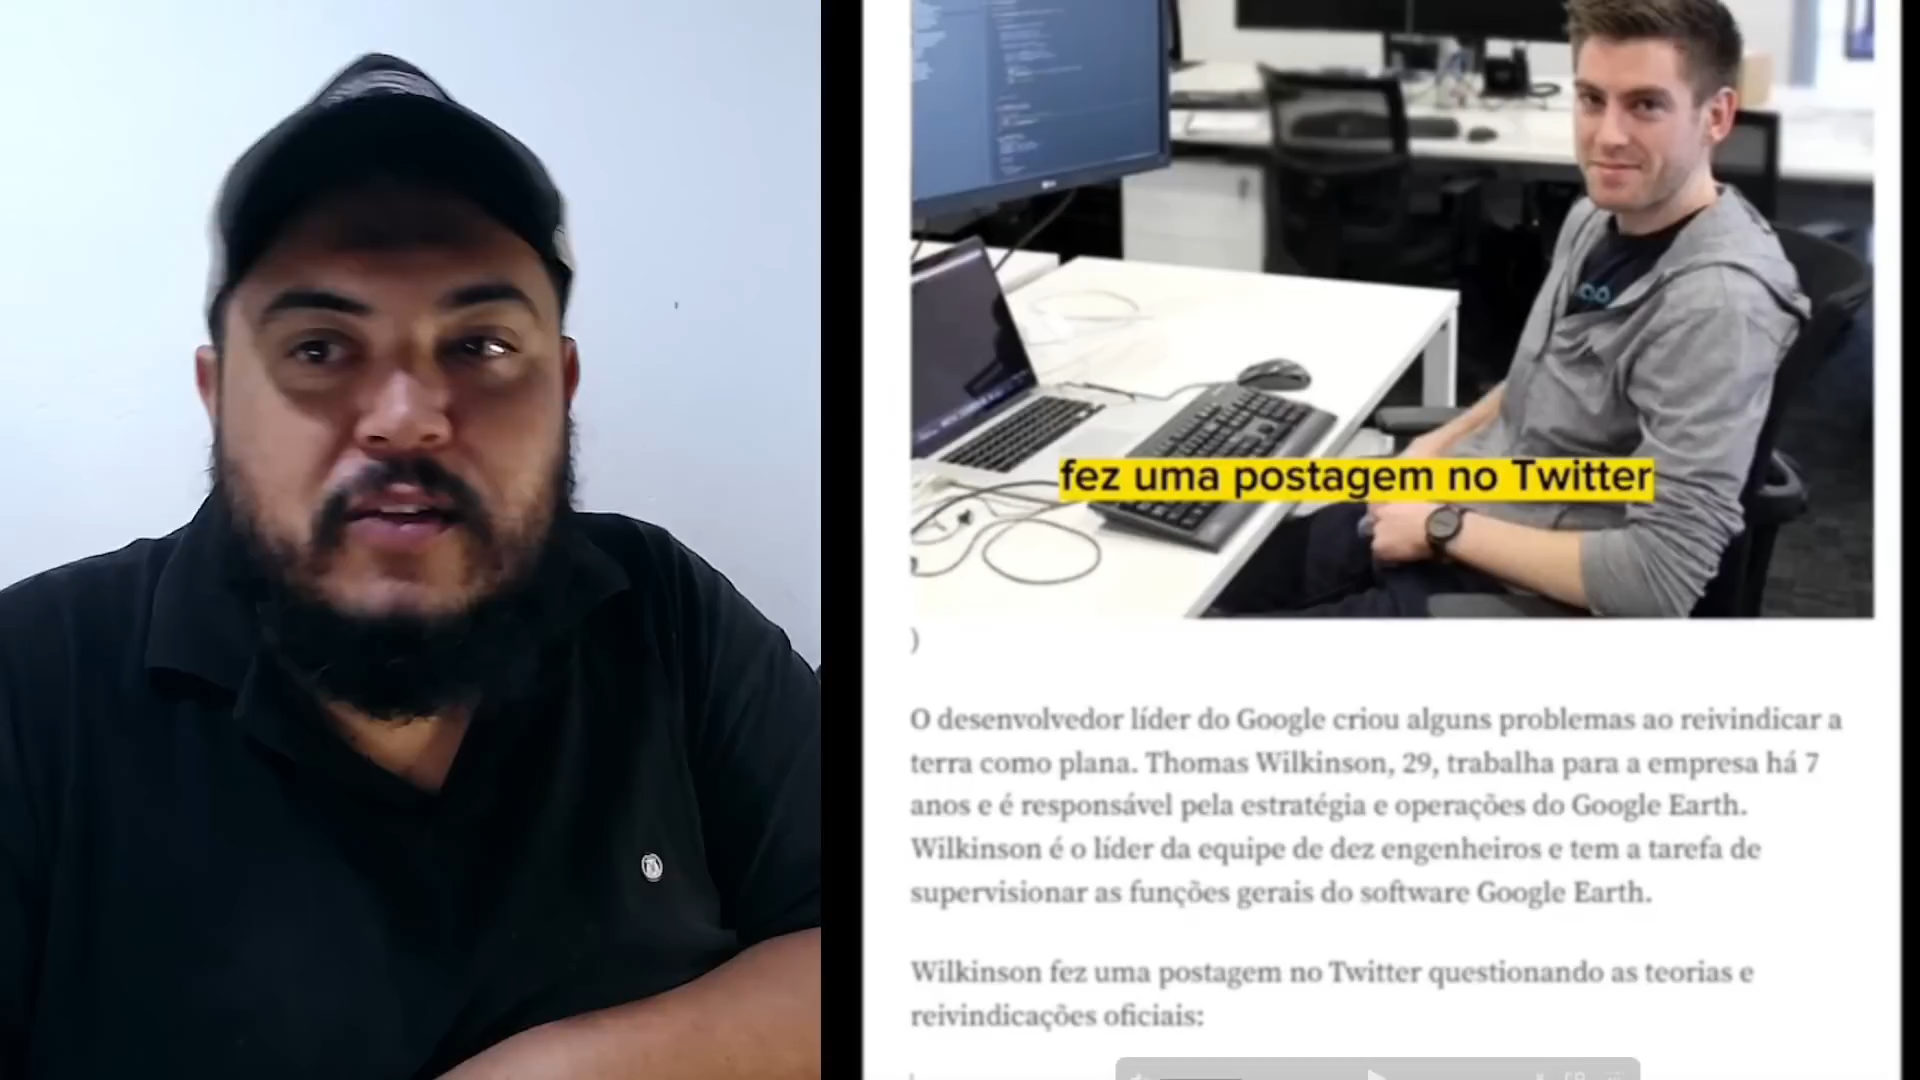 fez uma postagem no Twitter
)
O desenvolvedor líder do Google criou alguns problemas ao reivindicar a
terra como plana. Thomas Wilkinson, 29, trabalha para a empresa há 7
anos e é responsável pela estratégia e operações do Google Earth.
Wilkinson é o líder da equipe de dez engenheiros e tem a tarefa de
supervisionar as funções gerais do software Google Earth.
Wilkinson fez uma postagem no Twitter questionando as teorias e
reivindicações oficiais: